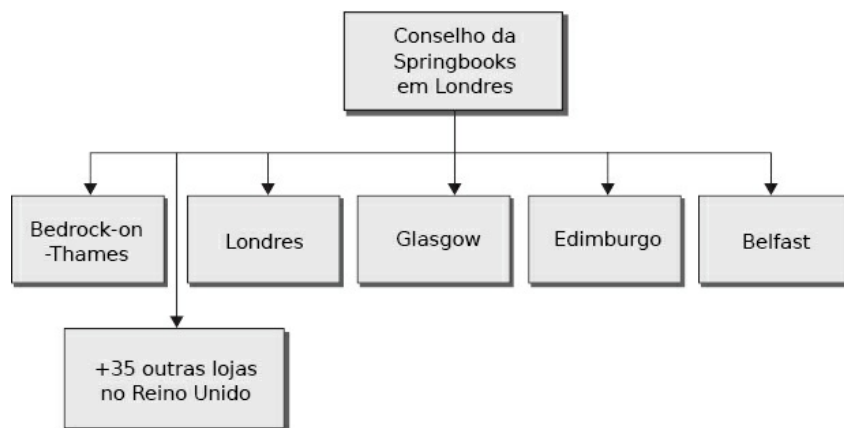 Conselho da
Springbooks
em Londres
Bedrock-on
-Thames
Londres
Glasgow
Edimburgo
Belfast
+35 outras lojas
no Reino Unido